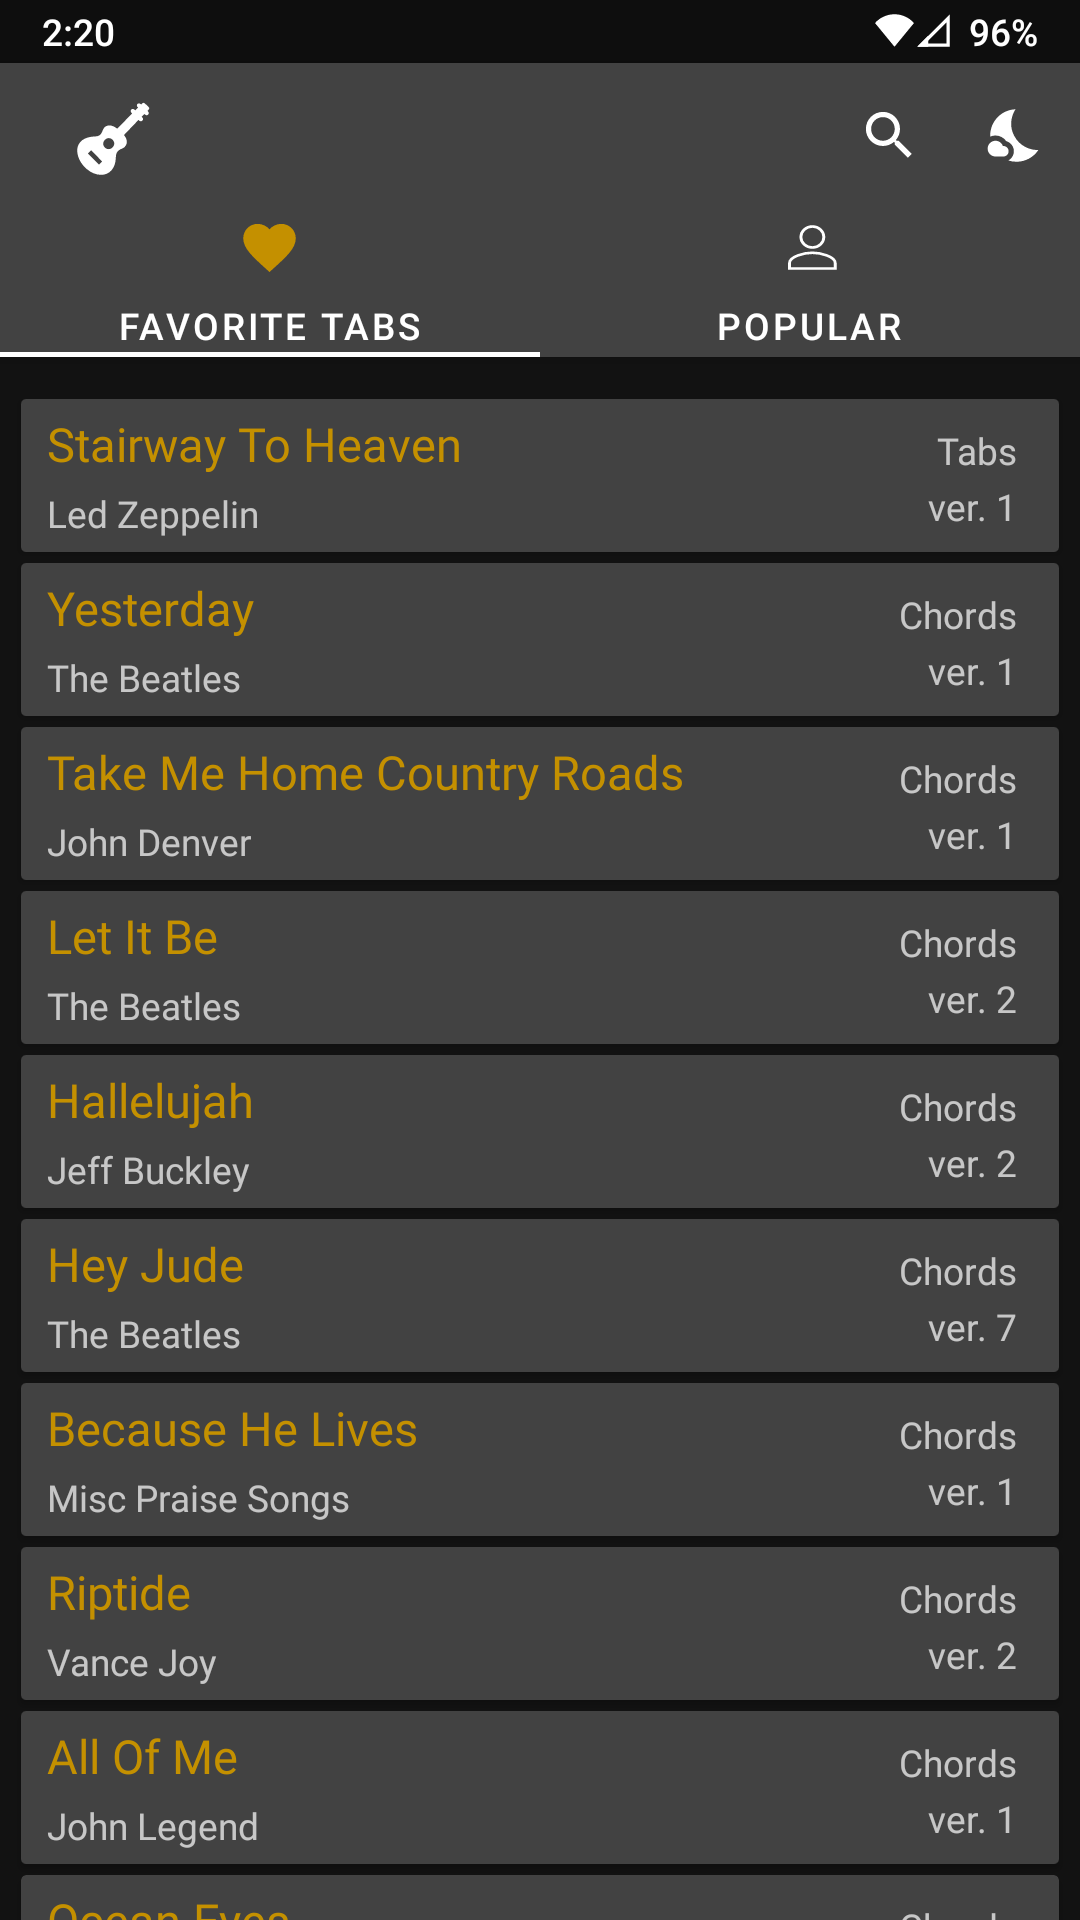 2:20
96%
FAVORITE TABS
POPULAR
Stairway To Heaven
Tabs
Led Zeppelin
ver. 1
Yesterday
Chords
The Beatles
ver. 1
Take Me Home Country Roads
Chords
John Denver
ver. 1
Let It Be
Chords
The Beatles
ver. 2
Hallelujah
Chords
Jeff Buckley
ver. 2
Hey Jude
Chords
The Beatles
ver. 7
Because He Lives
Chords
Misc Praise Songs
ver. 1
Riptide
Chords
Vance Joy
ver. 2
All Of Me
Chords
John Legend
ver. 1
Ocean Eyes
Chords